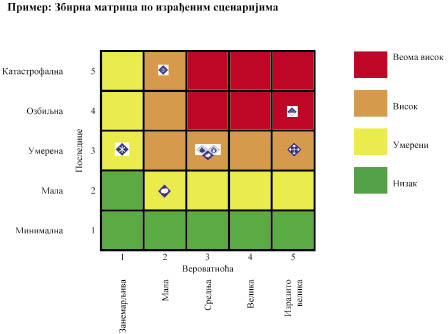 Пример: Збирна матрица по израђеним сценаријима
Катастрофална 5
Озбиљна 4
Умерена 3
Мала 2
Минимална 1
Последице
1 2 3 4 5
Вероватноћа
Занемарљива
Мала
Средња
Велика
Изразито
велика
Веома висок
Висок
Умерени
Низак